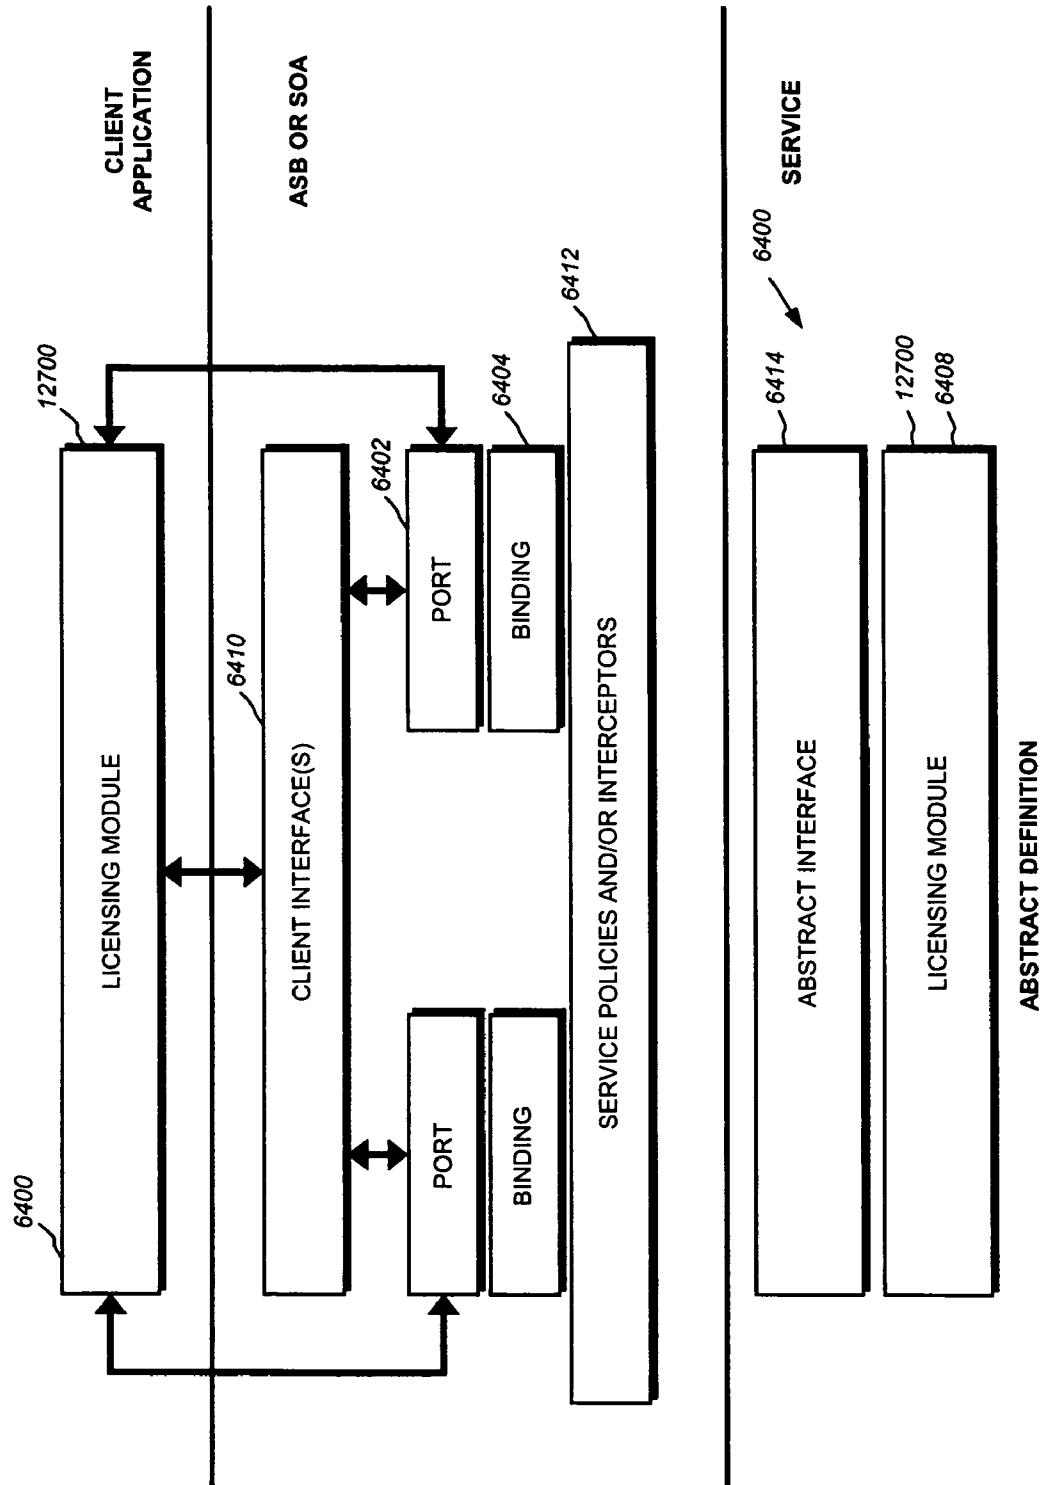 6400
LICENSING MODULE
12700
CLIENT
APPLICATION
CLIENT INTERFACE(S)
6410
ASB OR SOA
PORT
PORT
6402
BINDING
BINDING
6404
SERVICE POLICIES AND/OR INTERCEPTORS
6412
SERVICE
6400
ABSTRACT INTERFACE
6414
LICENSING MODULE
12700
6408
ABSTRACT DEFINITION